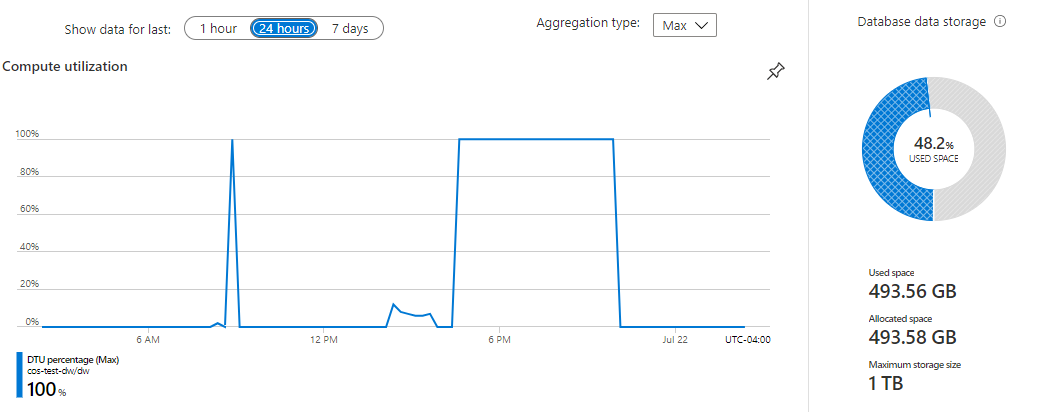 Show data for last:
1 hour
24 hours
7 days
Aggregation type:
Max
Compute utilization
100%
80%
60%
40%
20%
0%
6 AM
12 PM
6 PM
Jul 22
UTC-04:00
DTU percentage (Max)
cos-test-dw/dw
100 %
Database data storage
48.2%
USED SPACE
Used space
493.56 GB
Allocated space
493.58 GB
Maximum storage size
1 TB